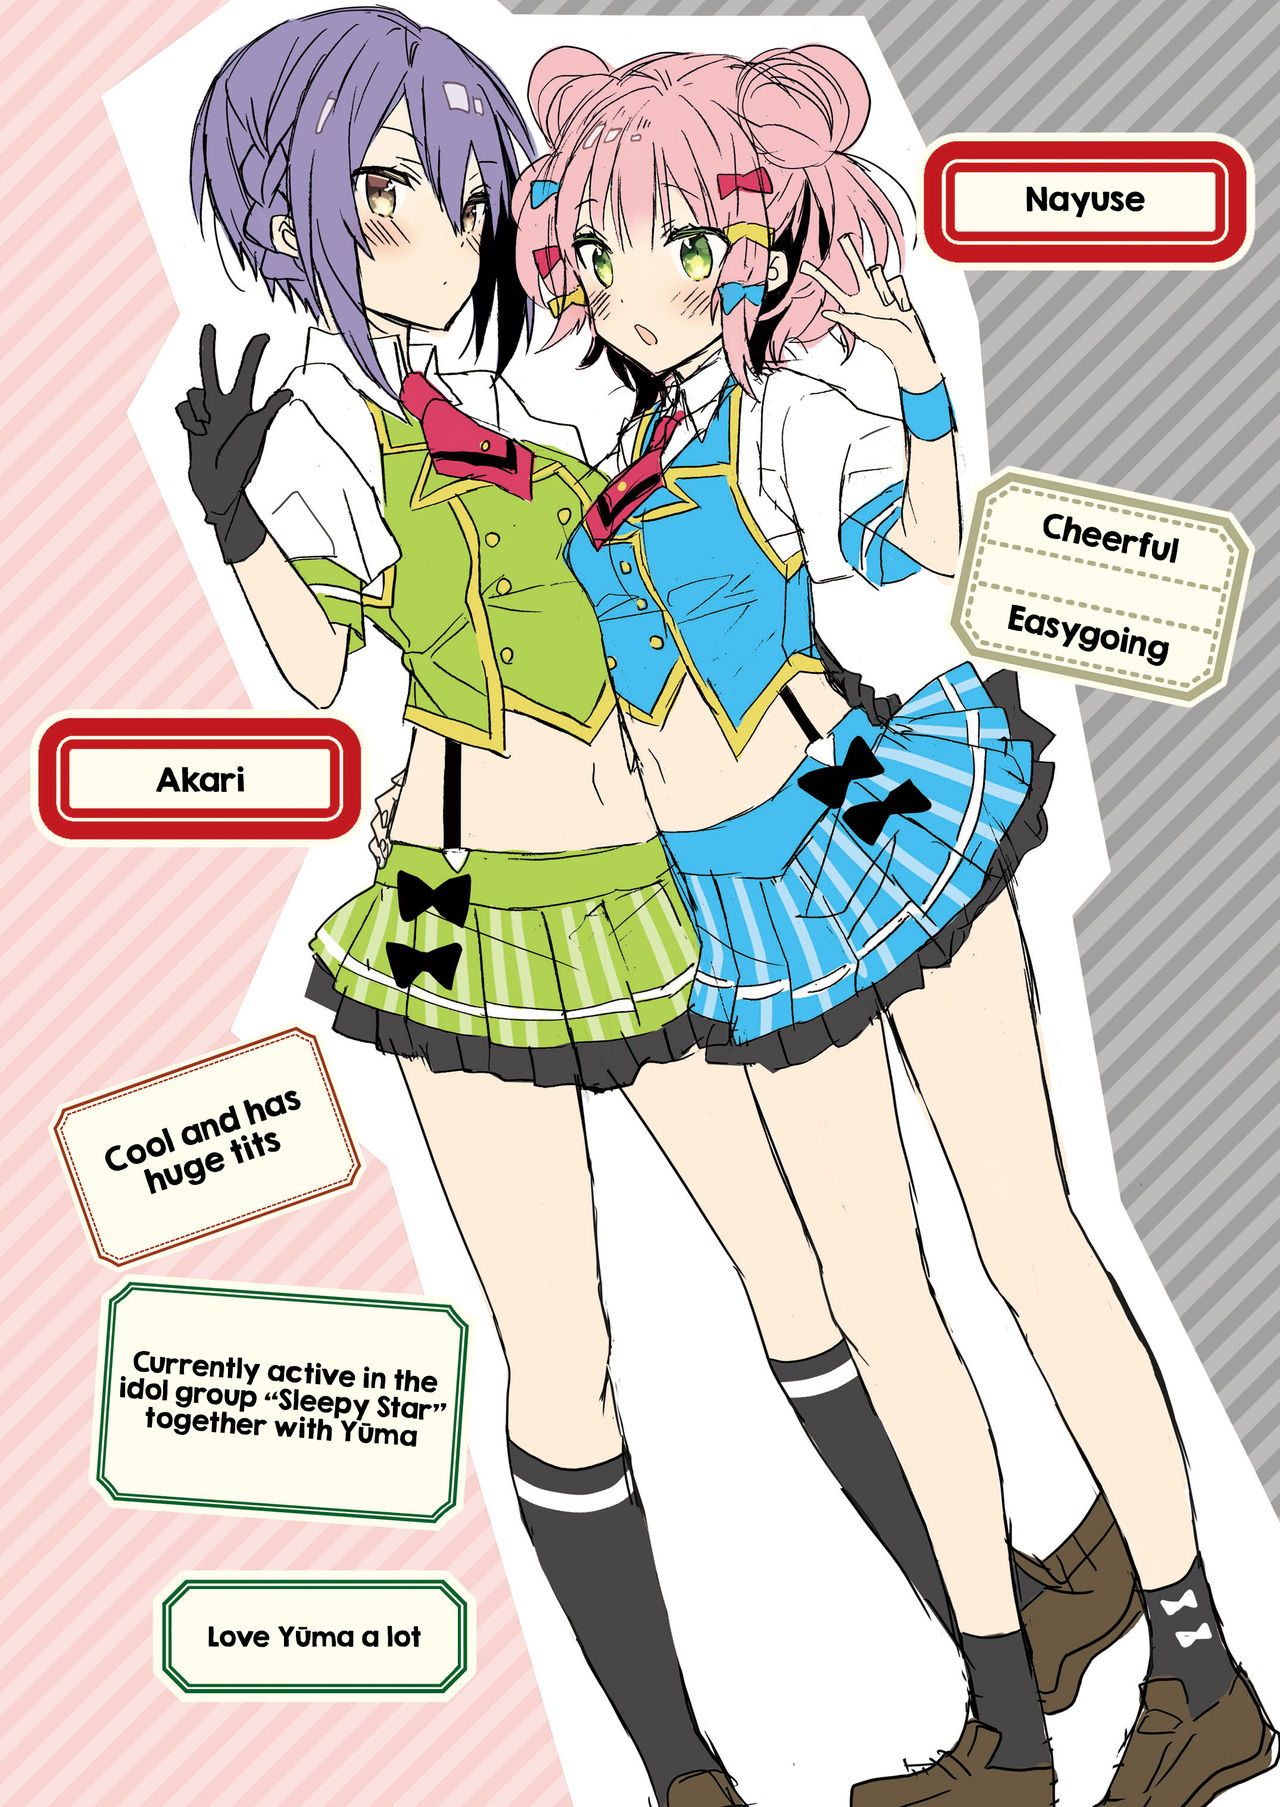 Nayuse
Cheerful
Easygoing
Akari
Cool and has
huge tits
Currently active in the
idol group “Sleepy Star”
together with Yūma
Love Yūma a lot